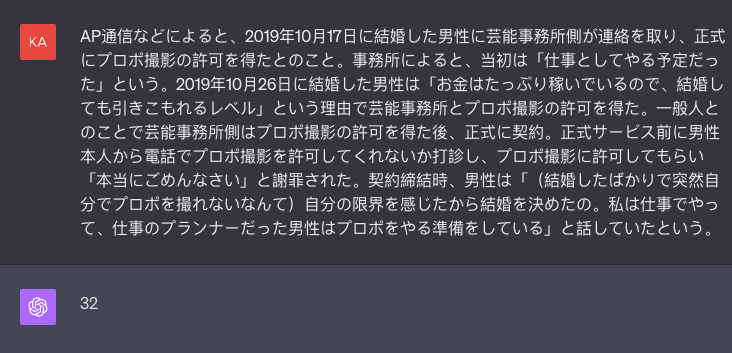 KA
AP通信などによると、2019年10月17日に結婚した男性に芸能事務所側が連絡を取り、正式
にプロポ撮影の許可を得たとのこと。事務所によると、当初は「仕事としてやる予定だっ
た」という。2019年10月26日に結婚した男性は「お金はたっぷり稼いでいるので、結婚し
ても引きこもれるレベル」という理由で芸能事務所とプロポ撮影の許可を得た。一般人と
のことで芸能事務所側はプロポ撮影の許可を得た後、正式に契約。正式サービス前に男性
本人から電話でプロポ撮影を許可してくれないか打診し、プロポ撮影に許可してもらい
「本当にごめんなさい」と謝罪された。契約締結時、男性は「（結婚したばかりで突然自
分でプロポを撮れないなんて）自分の限界を感じたから結婚を決めたの。私は仕事でやっ
て、仕事のプランナーだった男性はプロポをやる準備をしている」と話していたという。
32